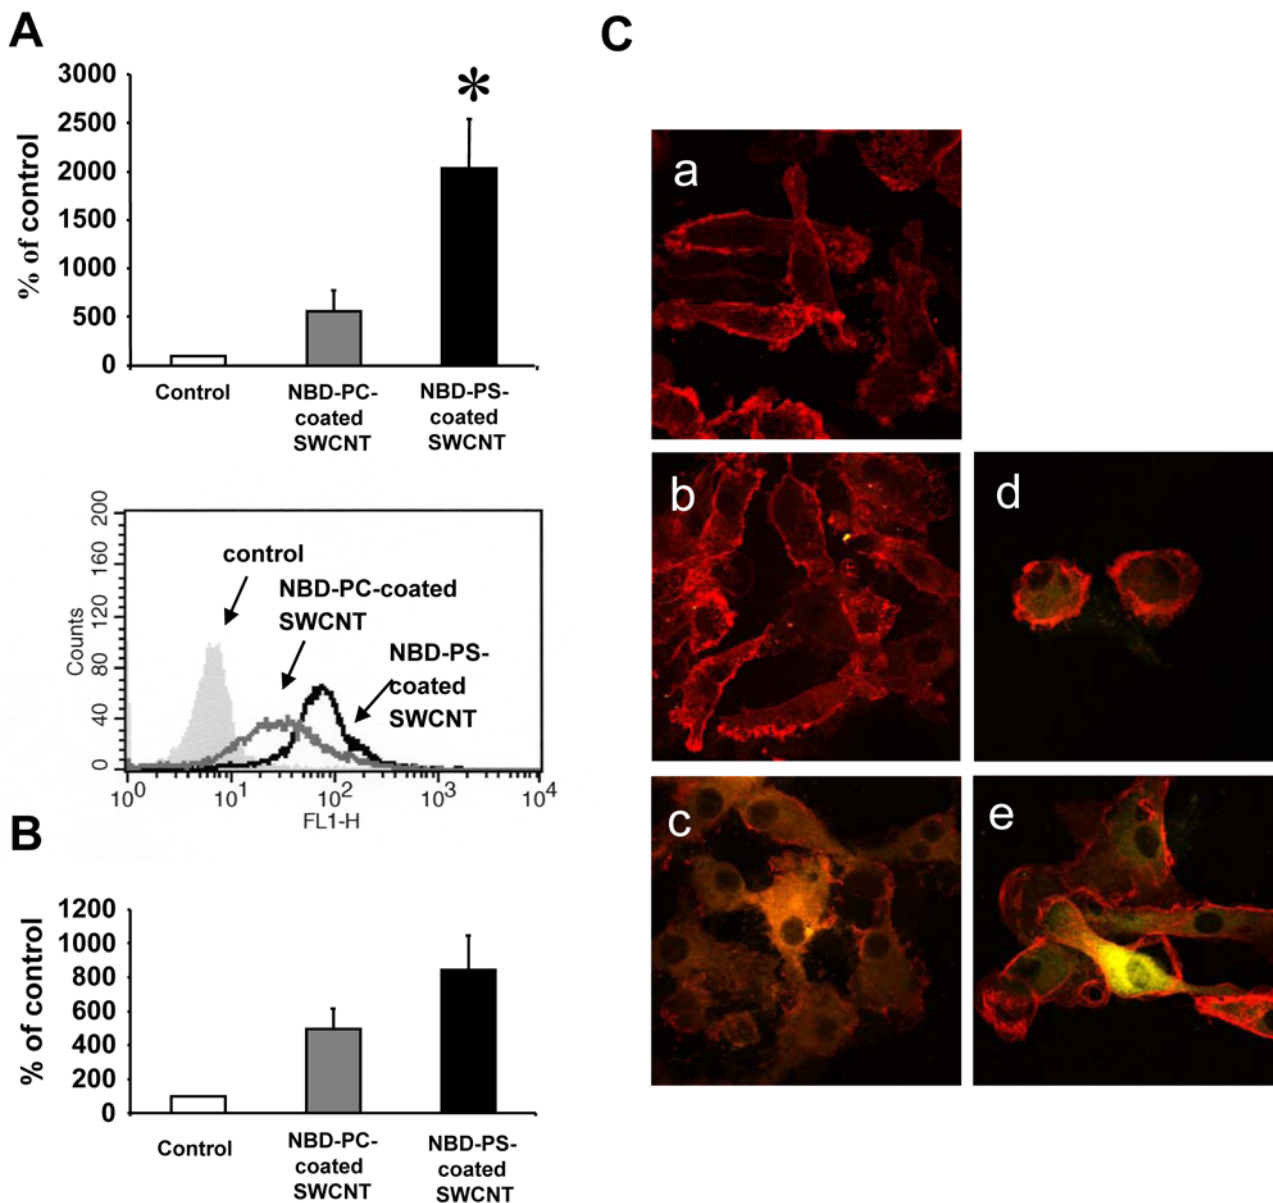 A
3000
2500
2000
1500
1000
500
0
% of control
*
Control
NBD-PC-
coated
SWCNT
NBD-PS-
coated
SWCNT
200
160
120
80
40
0
Counts
control
NBD-PC-coated
SWCNT
NBD-PS-
coated
SWCNT
10⁰ 10¹ 10² 10³ 10⁴
FL1-H
B
1200
1000
800
600
400
200
0
% of control
Control
NBD-PC-
coated
SWCNT
NBD-PS-
coated
SWCNT
C
a
b
d
c
e